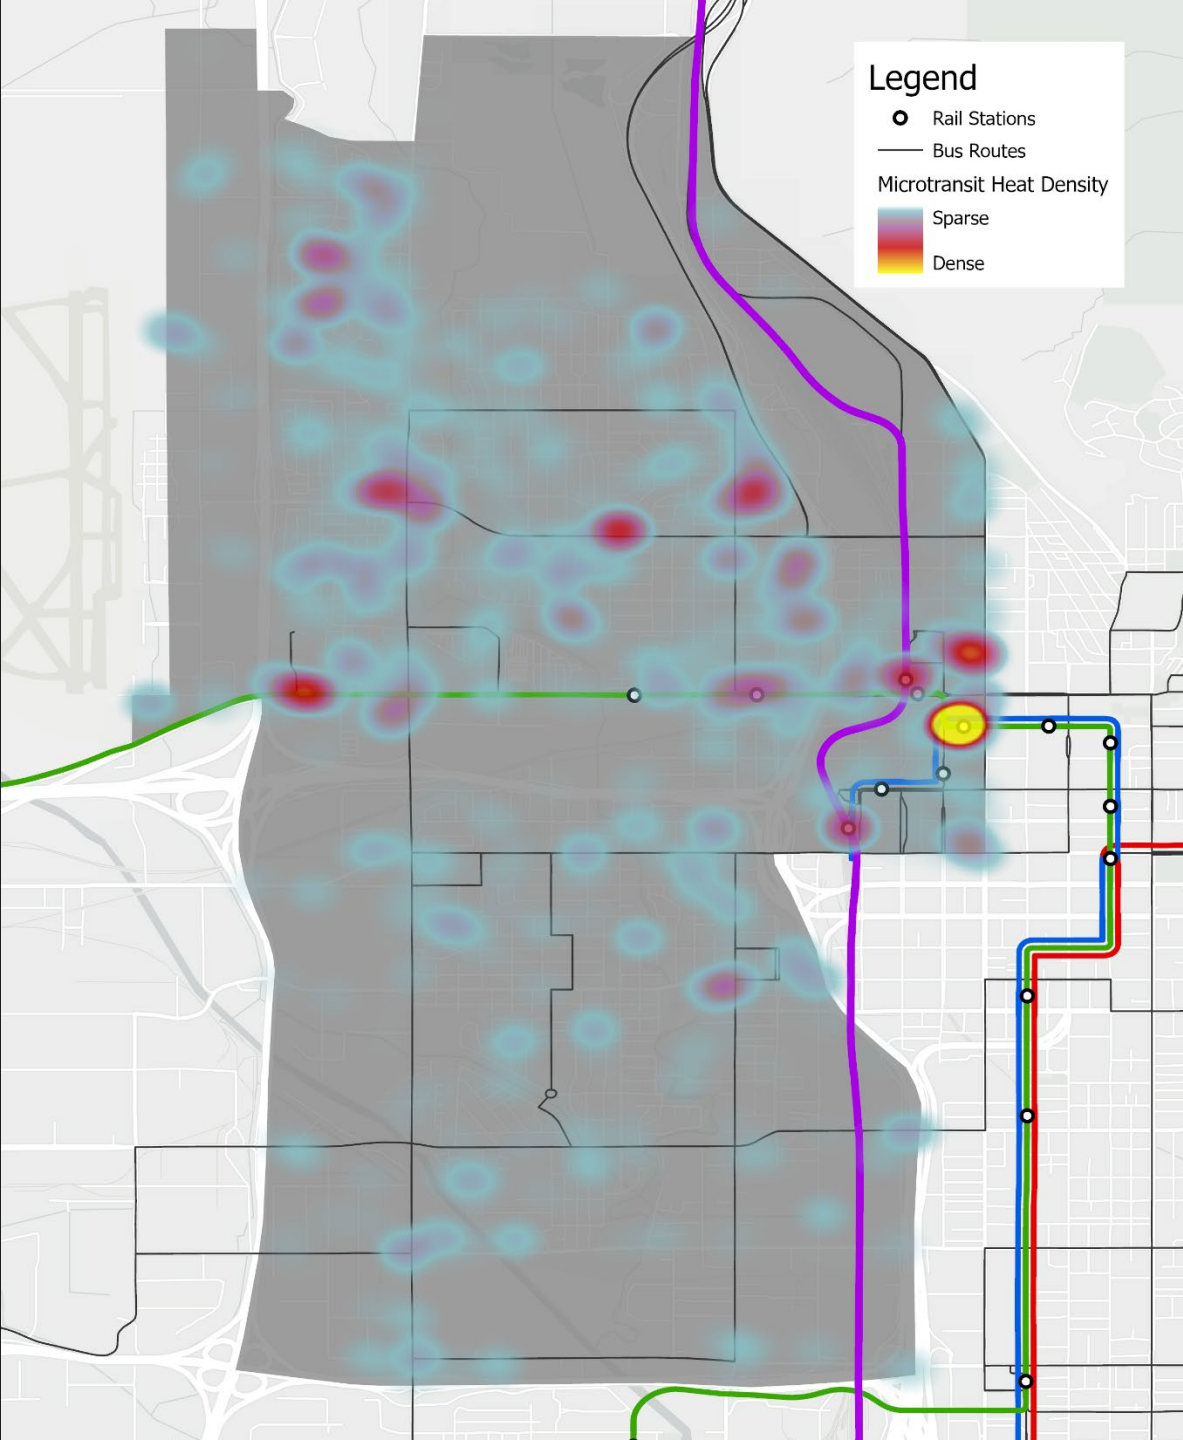 Legend
Rail Stations
Bus Routes
Microtransit Heat Density
Sparse
Dense